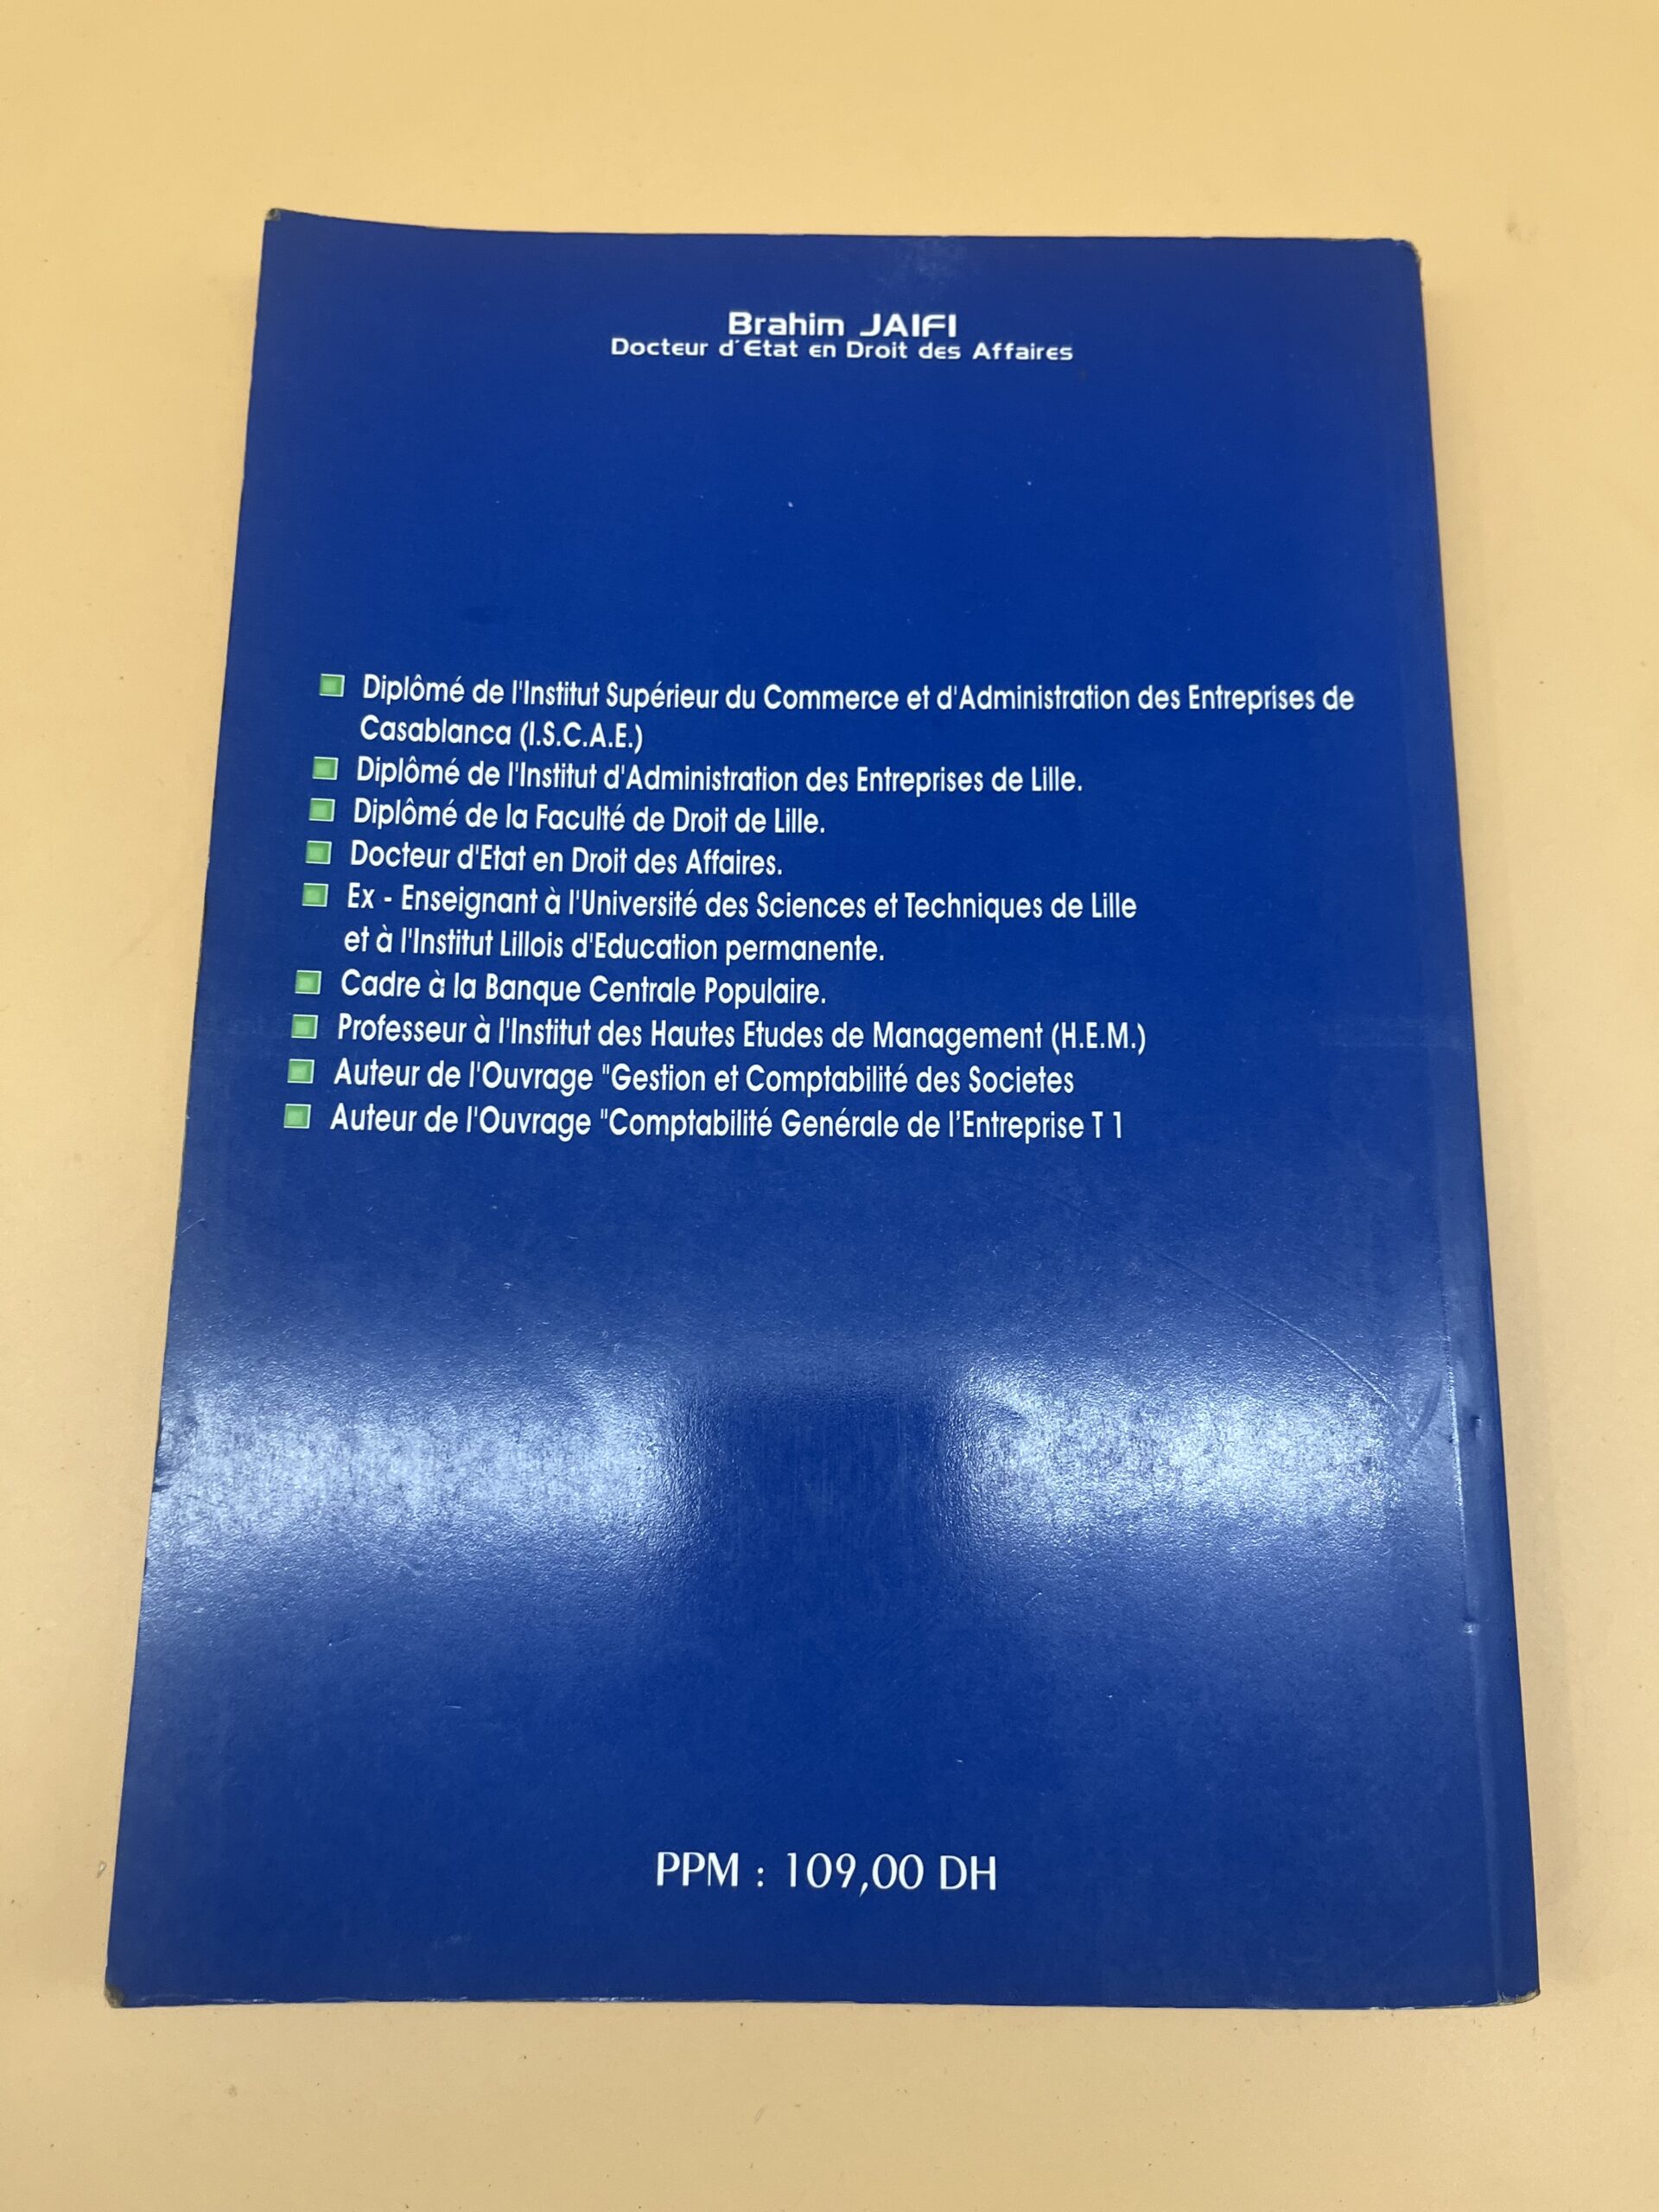 Brahim JAIFI
Docteur d'Etat en Droit des Affaires
Diplômé de l'Institut Supérieur du Commerce et d'Administration des Entreprises de
Casablanca (I.S.C.A.E.)
Diplômé de l'Institut d'Administration des Entreprises de Lille.
Diplômé de la Faculté de Droit de Lille.
Docteur d'Etat en Droit des Affaires.
Ex - Enseignant à l'Université des Sciences et Techniques de Lille
et à l'Institut Lillois d'Education permanente.
Cadre à la Banque Centrale Populaire.
Professeur à l'Institut des Hautes Etudes de Management (H.E.M.)
Auteur de l'Ouvrage "Gestion et Comptabilité des Societes
Auteur de l'Ouvrage "Comptabilité Genérale de l’Entreprise T 1
PPM : 109,00 DH